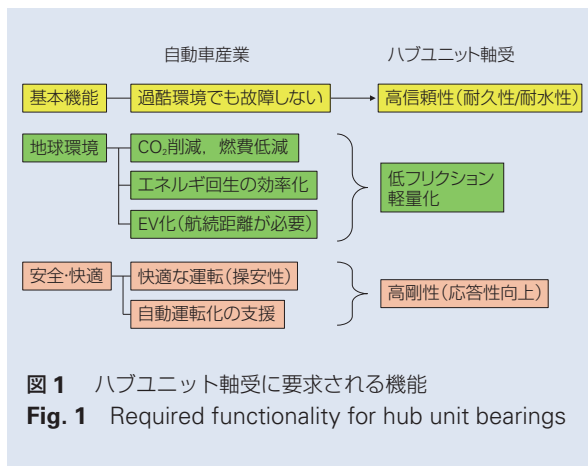 自動車産業 ハブユニット軸受
基本機能 過酷環境でも故障しない 高信頼性(耐久性/耐水性)
地球環境 CO₂削減，燃費低減
エネルギ回生の効率化
低フリクション
軽量化
EV化(航続距離が必要)
安全・快適 快適な運転(操安性)
高剛性(応答性向上)
自動運転化の支援
図1 ハブユニット軸受に要求される機能
Fig. 1 Required functionality for hub unit bearings